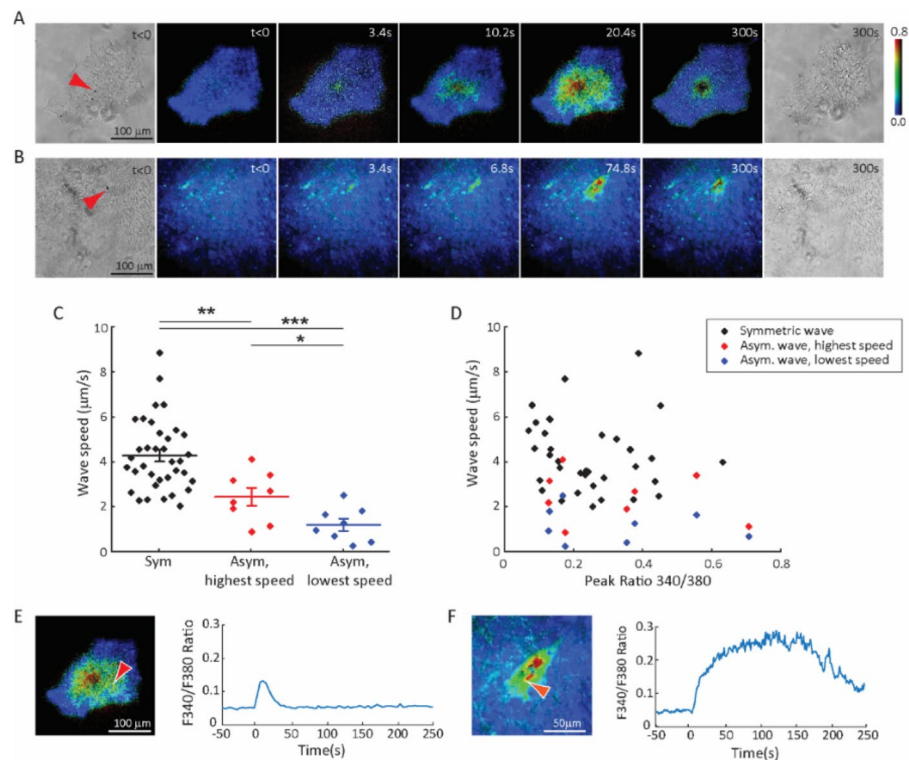 A
t<0
t<0
3.4s
10.2s
20.4s
300s
300s
0.8
0.0
100 μm
B
t<0
t<0
3.4s
6.8s
74.8s
300s
300s
100 μm
C
**
***
*
Wave speed (μm/s)
10
8
6
4
2
0
Sym
Asym,
highest speed
Asym,
lowest speed
D
Symmetric wave
Asym. wave, highest speed
Asym. wave, lowest speed
Wave speed (μm/s)
10
8
6
4
2
0
0 0.2 0.4 0.6 0.8
Peak Ratio 340/380
E
100 μm
F340/F380 Ratio
0.3
0.2
0.1
0
-50 0 50 100 150 200 250
Time(s)
F
50μm
F340/F380 Ratio
0.3
0.2
0.1
0
-50 0 50 100 150 200 250
Time(s)